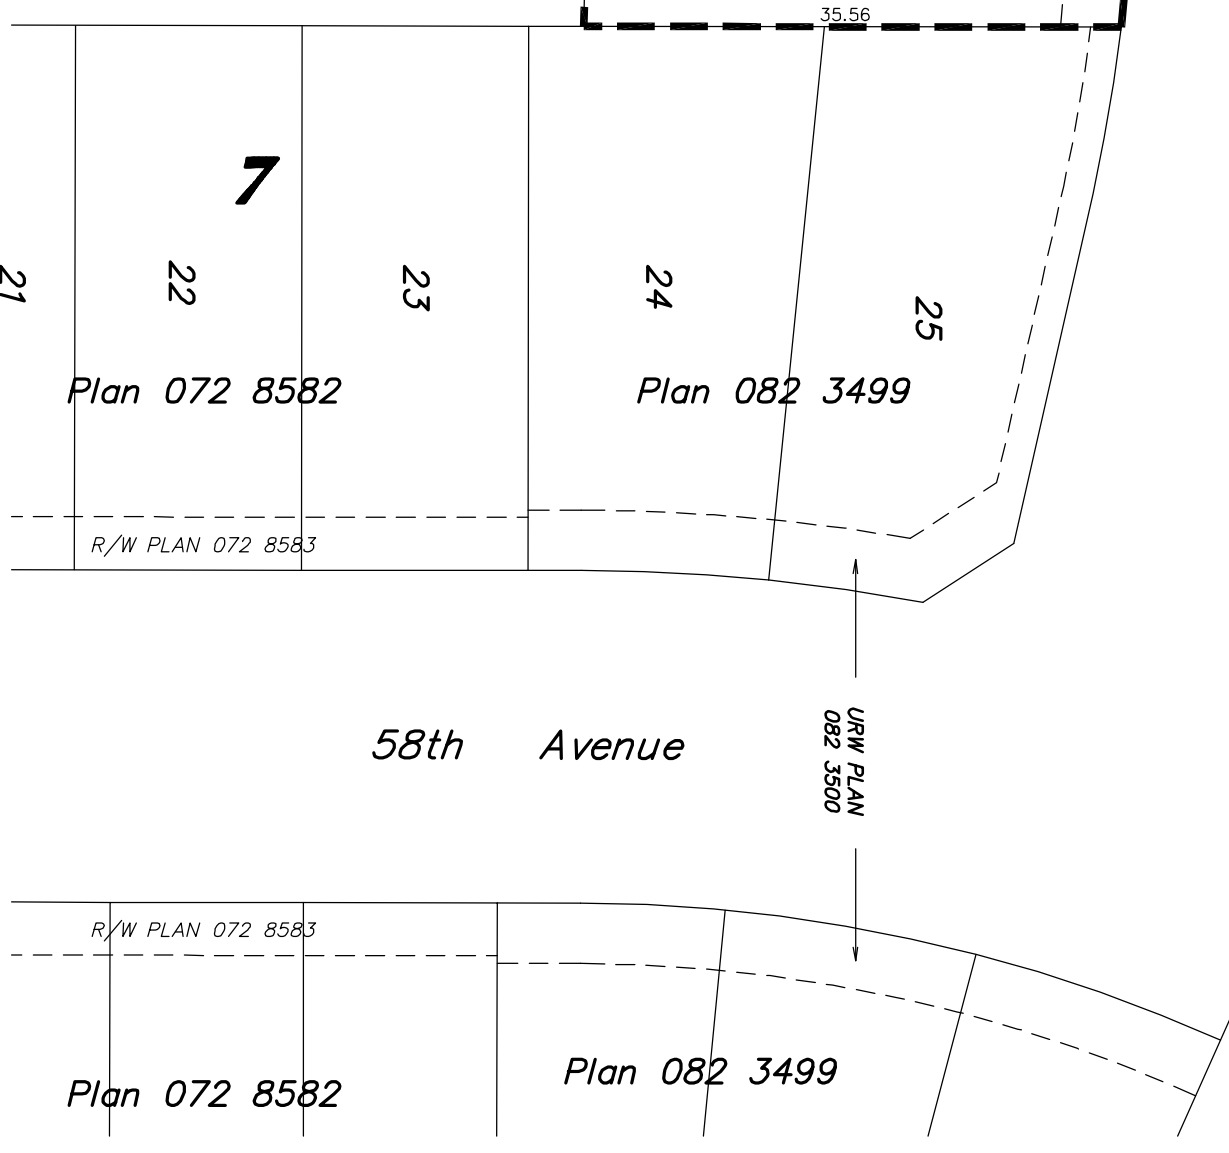 35.56
7
21
22
23
24
25
Plan 072 8582
Plan 082 3499
R/W PLAN 072 8583
58th Avenue
URW PLAN
082 3500
R/W PLAN 072 8583
Plan 082 3499
Plan 072 8582